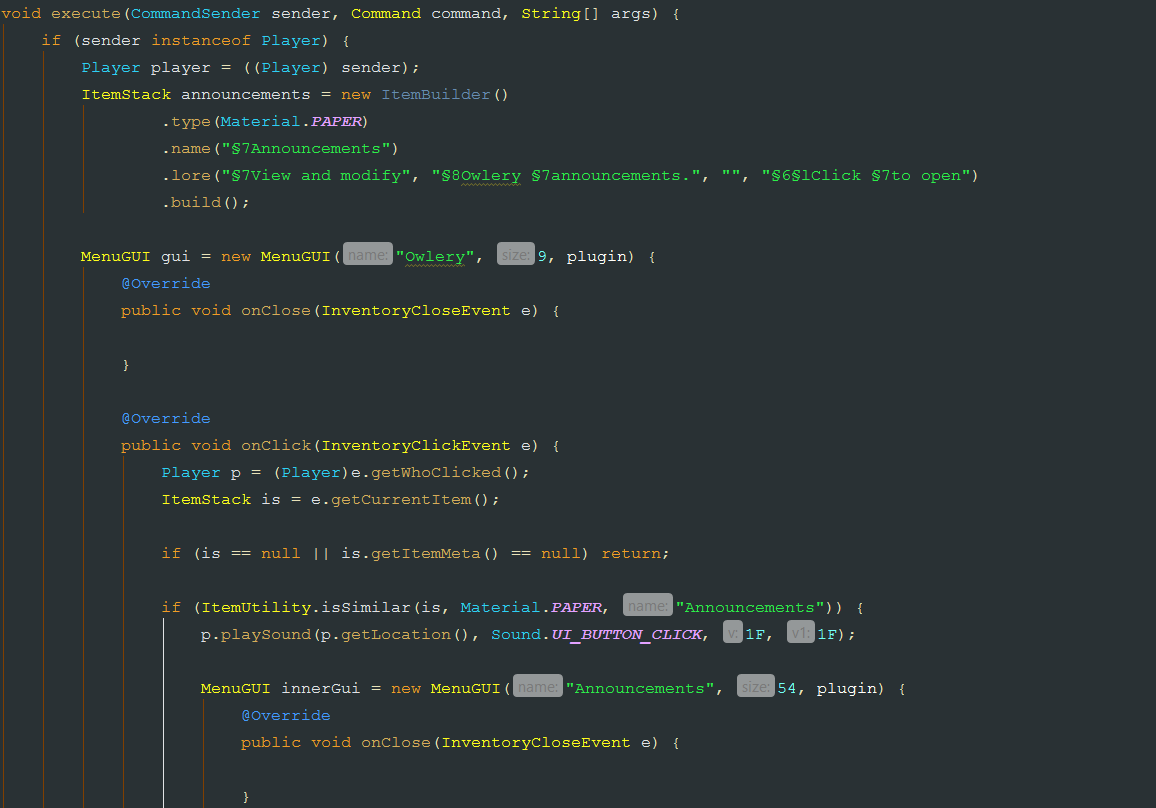 void execute(CommandSender sender, Command command, String[] args) {
if (sender instanceof Player) {
Player player = ((Player) sender);
ItemStack announcements = new ItemBuilder()
.type(Material.PAPER)
.name("§7Announcements")
.lore("§7View and modify", "§8Owlery §7announcements.", "", "§6§lClick §7to open")
.build();
MenuGUI gui = new MenuGUI( name: "Owlery", size: 9, plugin) {
@Override
public void onClose(InventoryCloseEvent e) {
}
@Override
public void onClick(InventoryClickEvent e) {
Player p = (Player)e.getWhoClicked();
ItemStack is = e.getCurrentItem();
if (is == null || is.getItemMeta() == null) return;
if (ItemUtility.isSimilar(is, Material.PAPER, name: "Announcements")) {
p.playSound(p.getLocation(), Sound.UI_BUTTON_CLICK, v: 1F, v1: 1F);
MenuGUI innerGui = new MenuGUI( name: "Announcements", size: 54, plugin) {
@Override
public void onClose(InventoryCloseEvent e) {
}